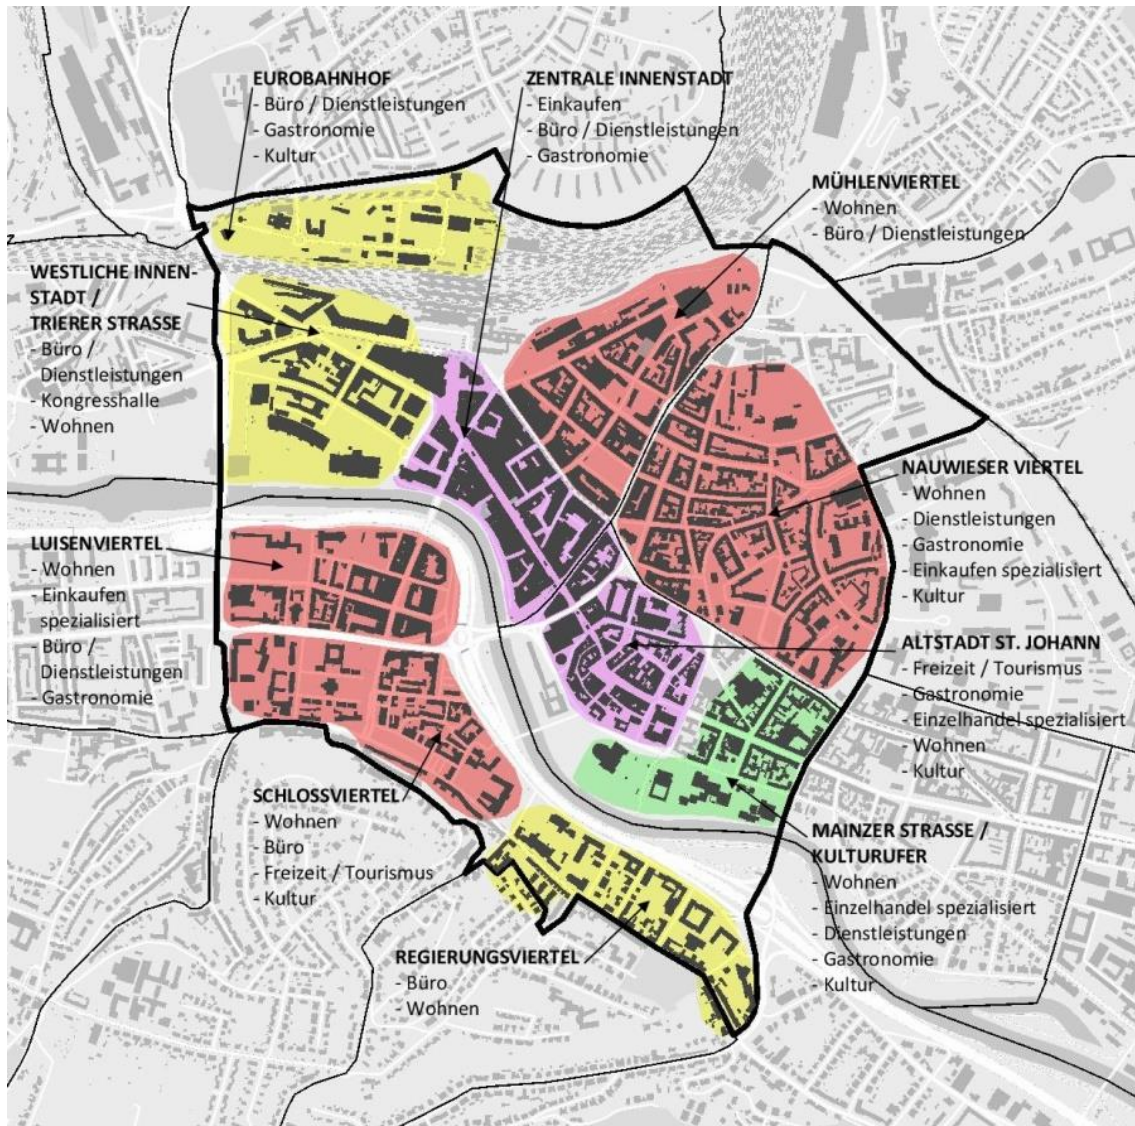 EUROBAHNHOF
- Büro / Dienstleistungen
- Gastronomie
- Kultur
ZENTRALE INNENSTADT
- Einkaufen
- Büro / Dienstleistungen
- Gastronomie
MÜHLENVIERTEL
- Wohnen
- Büro / Dienstleistungen
WESTLICHE INNEN-
STADT /
TRIERER STRASSE
- Büro /
Dienstleistungen
- Kongresshalle
- Wohnen
NAUWIESER VIERTEL
- Wohnen
- Dienstleistungen
- Gastronomie
- Einkaufen spezialisiert
- Kultur
LUISENVIERTEL
- Wohnen
- Einkaufen
spezialisiert
- Büro /
Dienstleistungen
- Gastronomie
ALTSTADT ST. JOHANN
- Freizeit / Tourismus
- Gastronomie
- Einzelhandel spezialisiert
- Wohnen
- Kultur
SCHLOSSVIERTEL
- Wohnen
- Büro
- Freizeit / Tourismus
- Kultur
MAINZER STRASSE /
KULTURUFER
- Wohnen
- Einzelhandel spezialisiert
- Dienstleistungen
- Gastronomie
- Kultur
REGIERUNGSVIERTEL
- Büro
- Wohnen